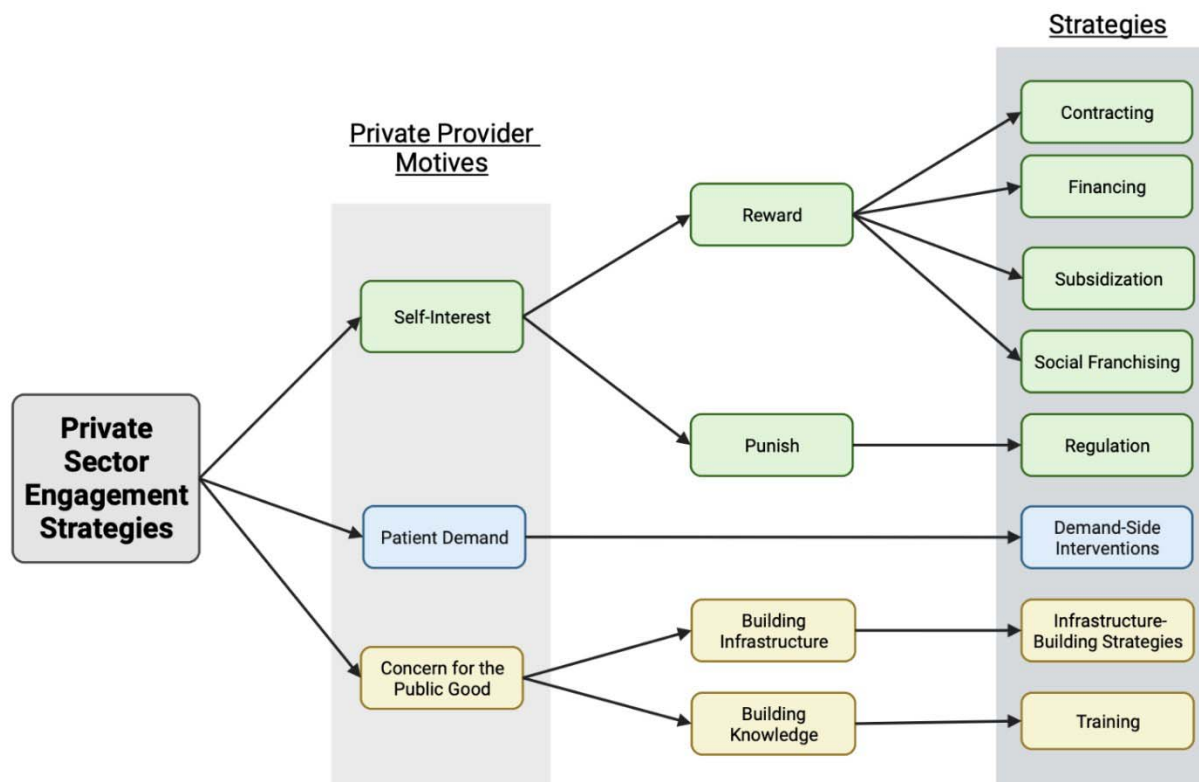 Strategies
Private Provider
Motives
Contracting
Financing
Reward
Subsidization
Self-Interest
Social Franchising
Private
Sector
Engagement
Strategies
Punish
Regulation
Patient Demand
Demand-Side
Interventions
Building
Infrastructure
Infrastructure-
Building Strategies
Concern for the
Public Good
Building
Knowledge
Training